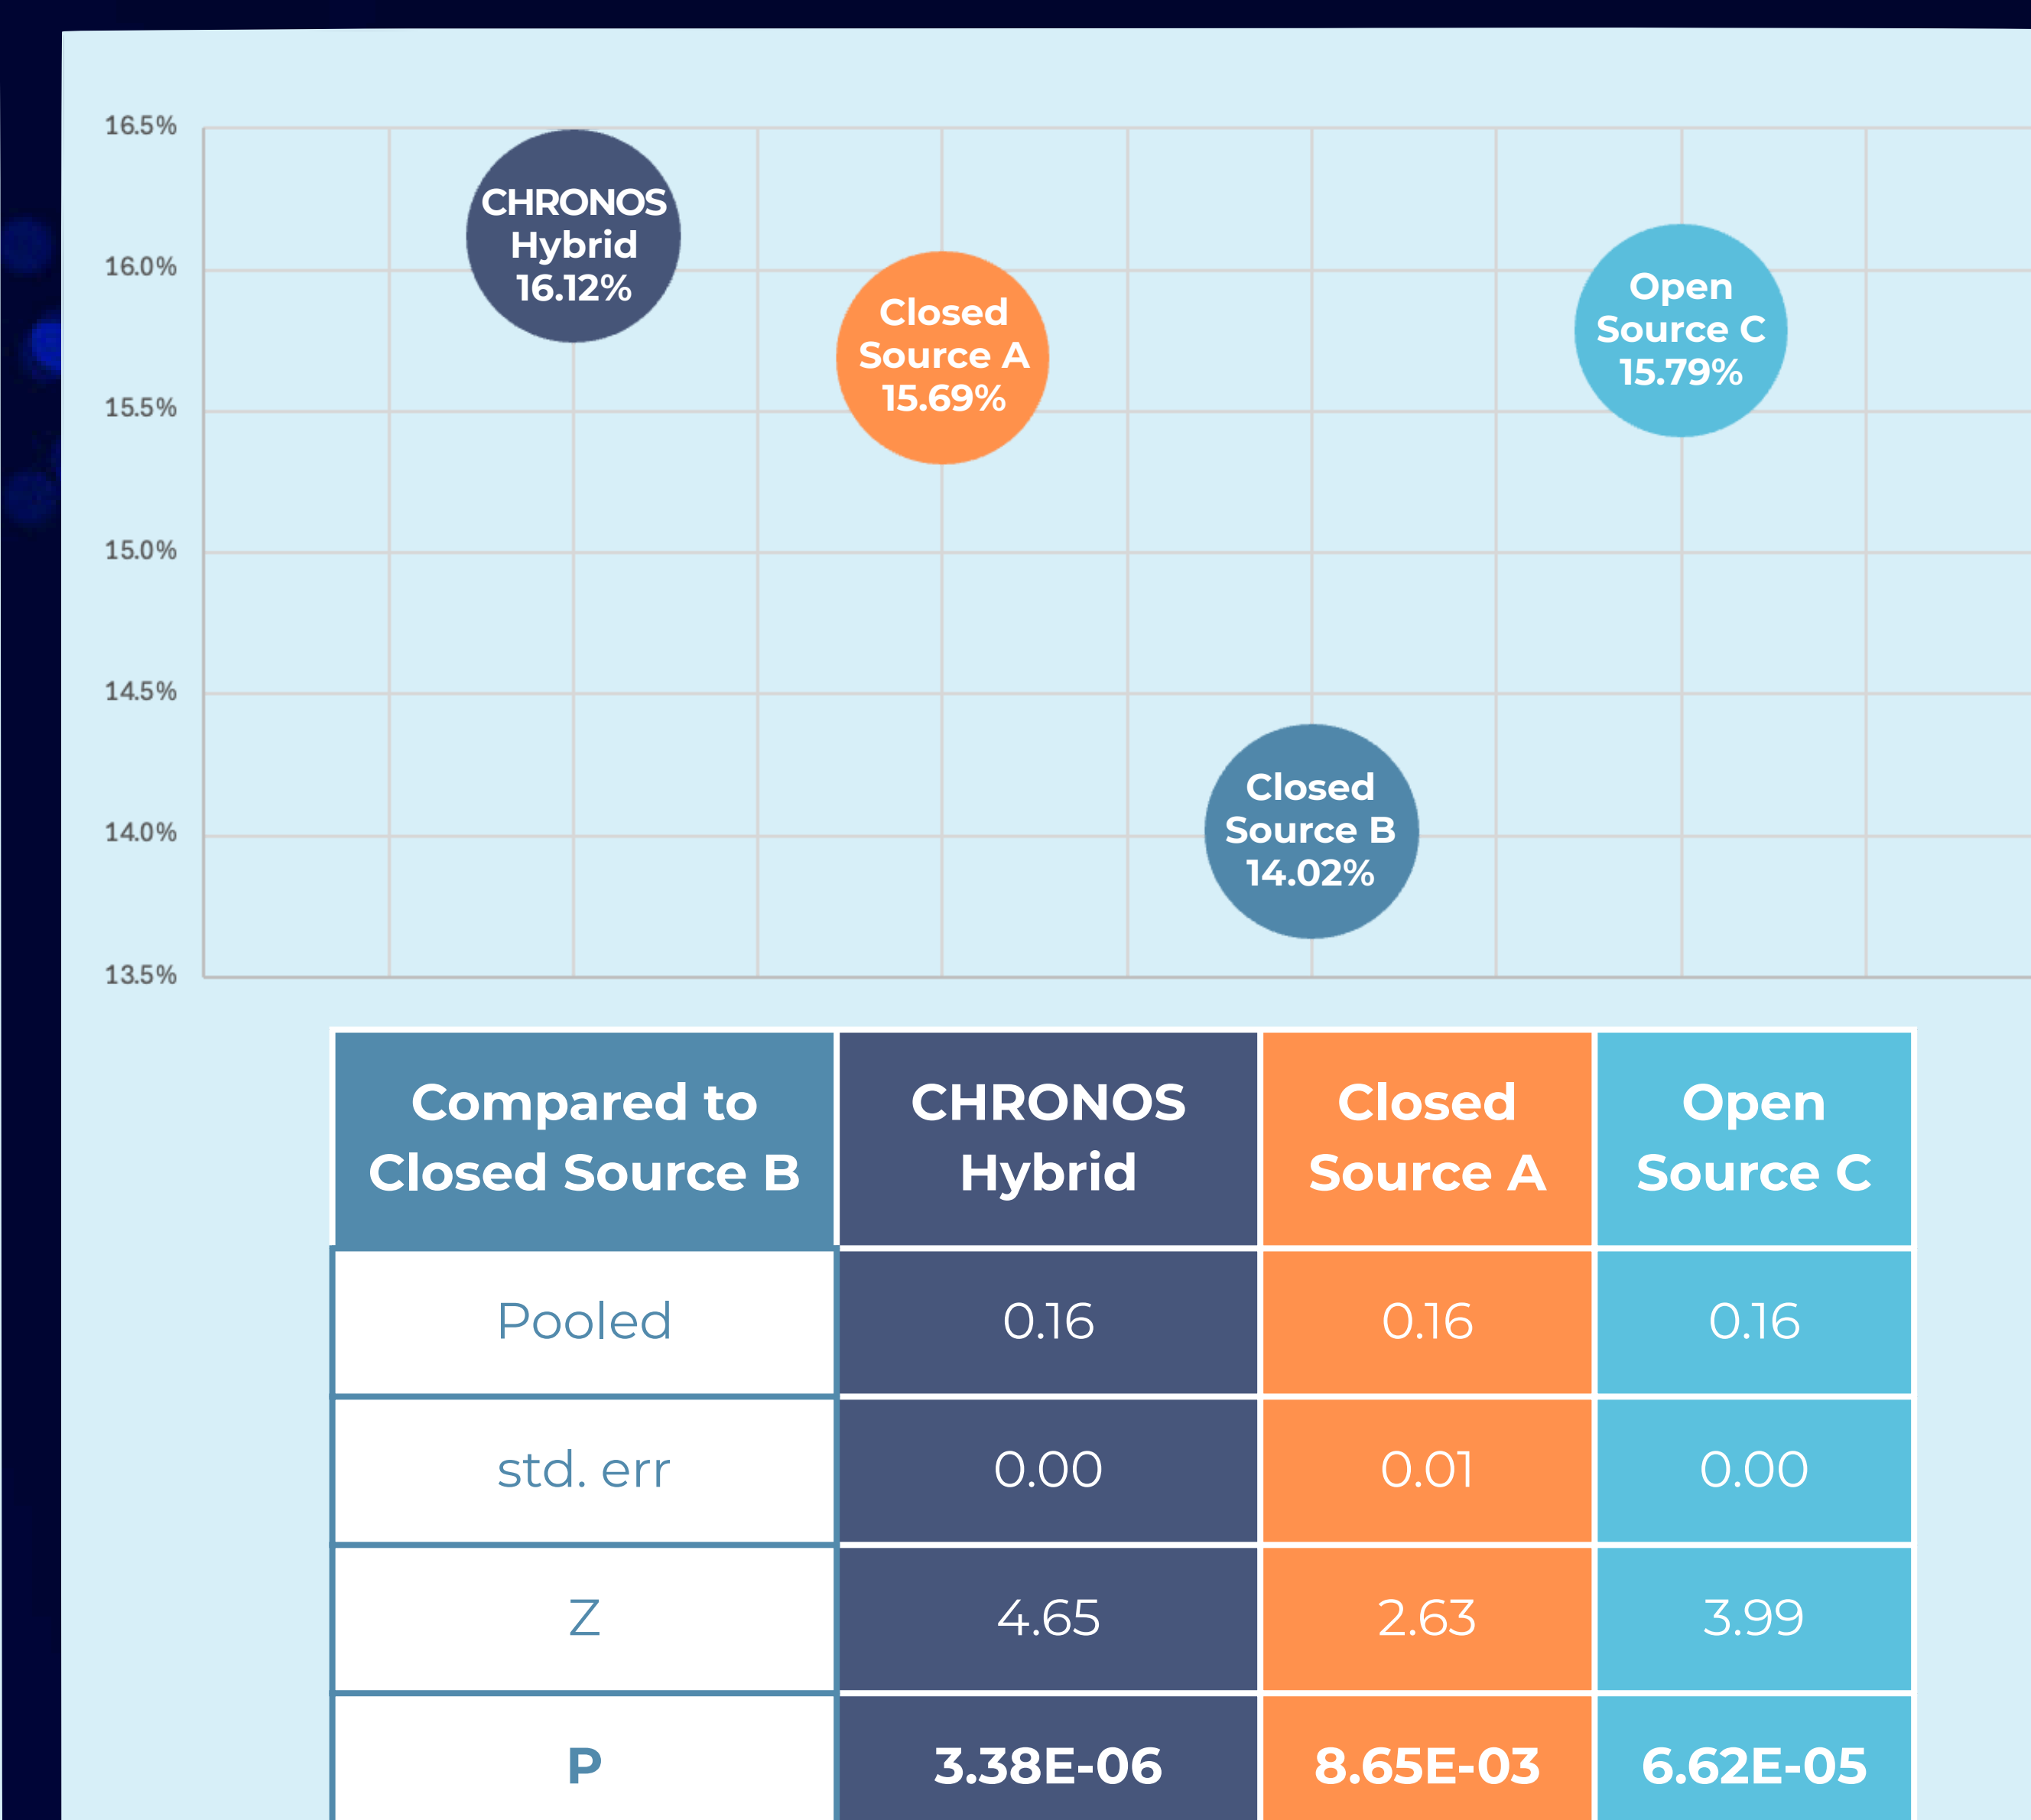 16.5%
16.0%
15.5%
15.0%
14.5%
14.0%
13.5%
CHRONOS
Hybrid
16.12%
Closed
Source A
15.69%
Closed
Source B
14.02%
Open
Source C
15.79%
Compared to
Closed Source B
CHRONOS
Hybrid
Closed
Source A
Open
Source C
Pooled 0.16 0.16 0.16
std. err 0.00 0.01 0.00
Z 4.65 2.63 3.99
P 3.38E-06 8.65E-03 6.62E-05